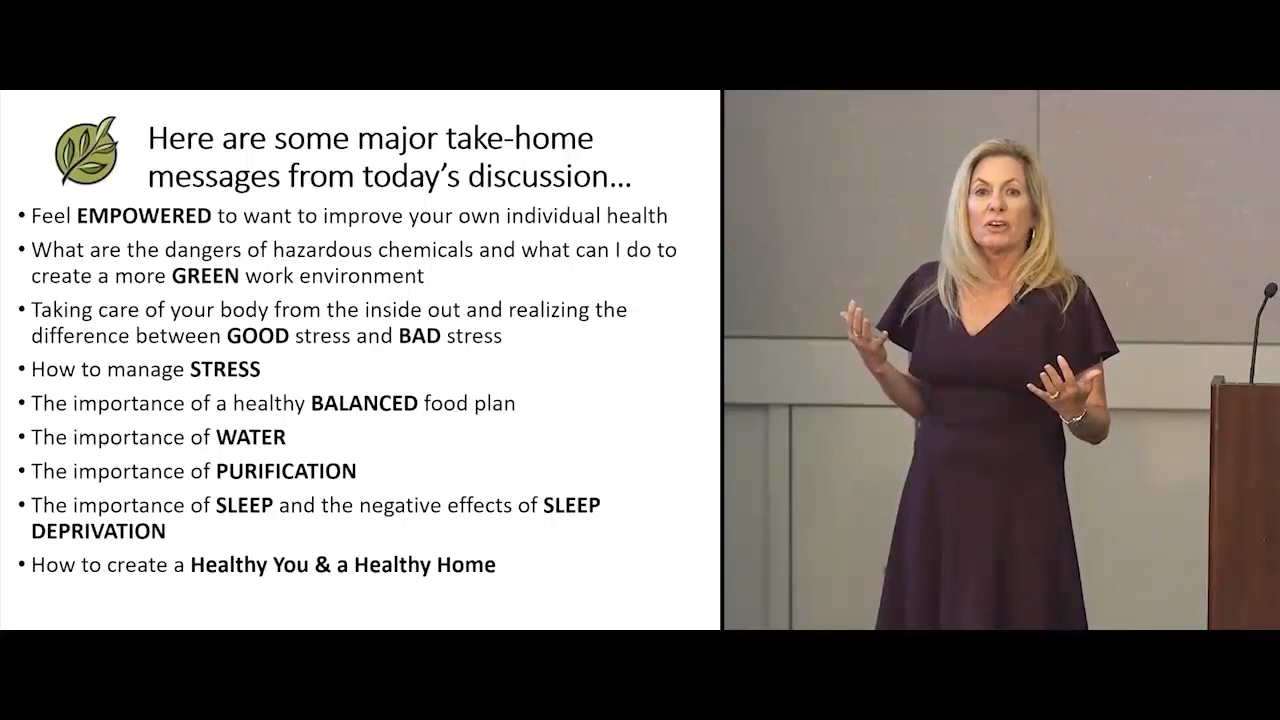 Here are some major take-home
messages from today's discussion...
• Feel EMPOWERED to want to improve your own individual health
• What are the dangers of hazardous chemicals and what can I do to
create a more GREEN work environment
• Taking care of your body from the inside out and realizing the
difference between GOOD stress and BAD stress
• How to manage STRESS
• The importance of a healthy BALANCED food plan
• The importance of WATER
• The importance of PURIFICATION
• The importance of SLEEP and the negative effects of SLEEP
DEPRIVATION
• How to create a Healthy You & a Healthy Home